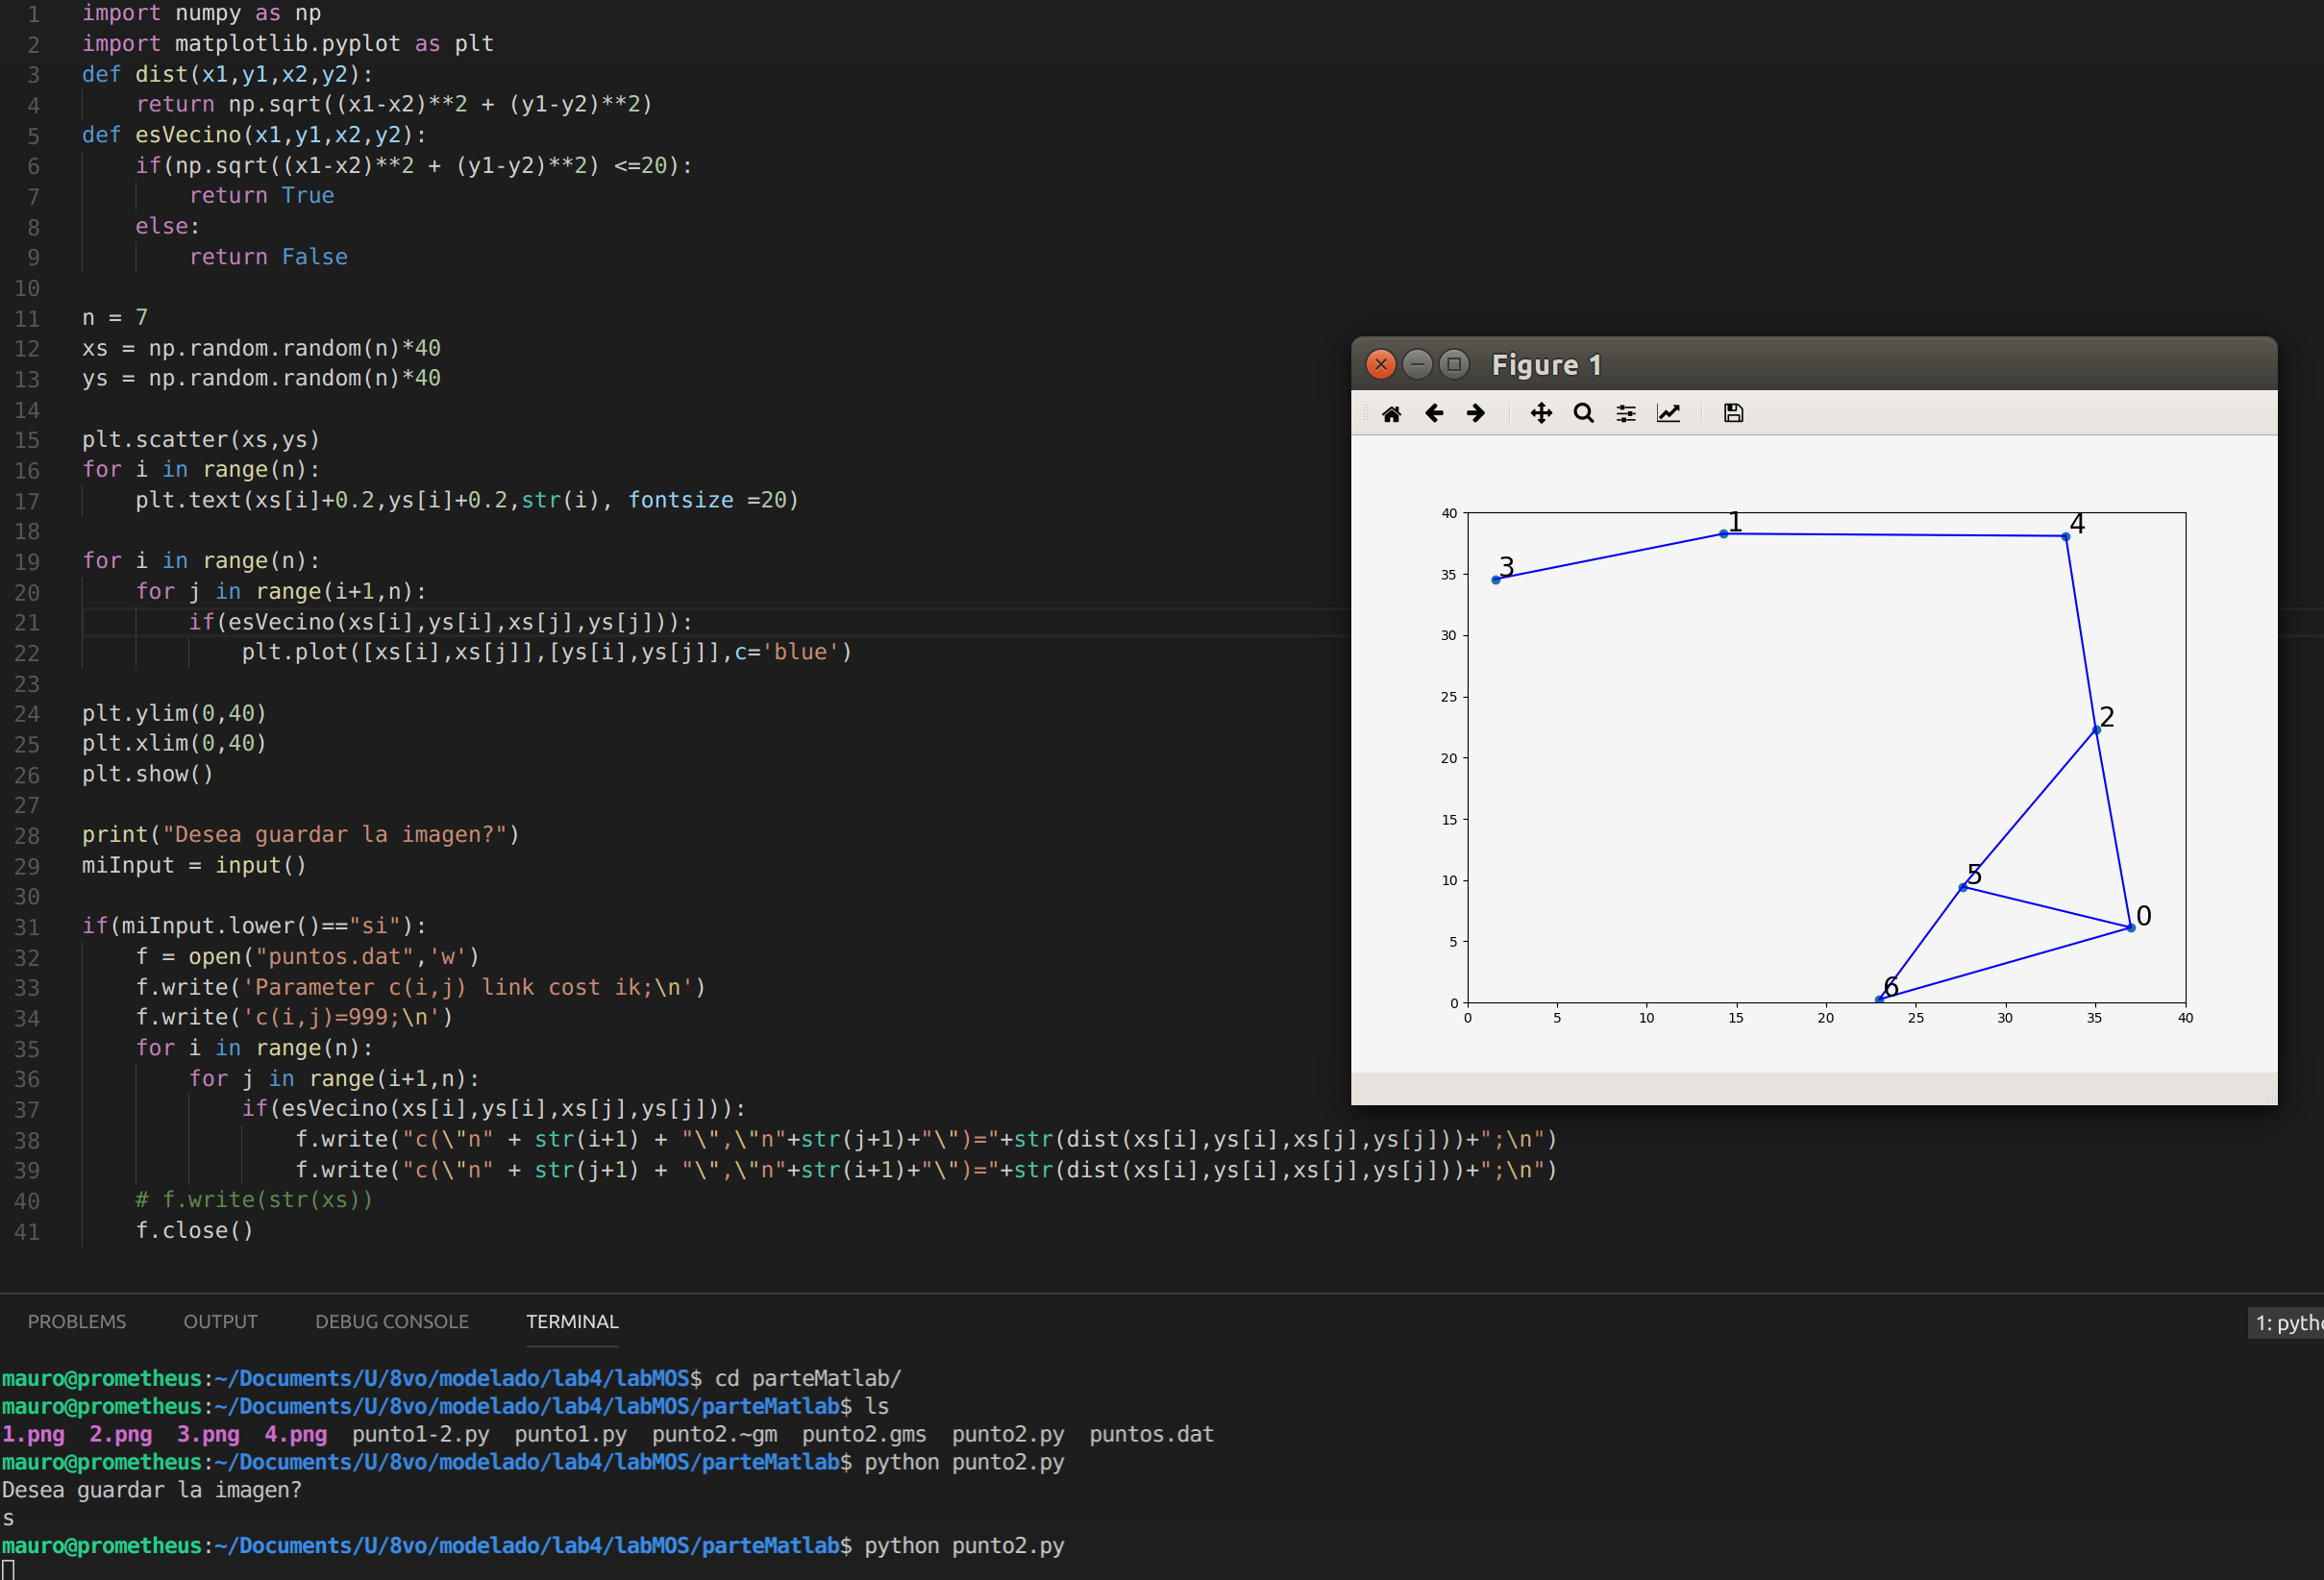 1 import numpy as np
2 import matplotlib.pyplot as plt
3 def dist(x1,y1,x2,y2):
4     return np.sqrt((x1-x2)**2 + (y1-y2)**2)
5 def esVecino(x1,y1,x2,y2):
6     if(np.sqrt((x1-x2)**2 + (y1-y2)**2) <=20):
7         return True
8     else:
9         return False
10
11 n = 7
12 xs = np.random.random(n)*40
13 ys = np.random.random(n)*40
14
15 plt.scatter(xs,ys)
16 for i in range(n):
17     plt.text(xs[i]+0.2,ys[i]+0.2,str(i), fontsize =20)
18
19 for i in range(n):
20     for j in range(i+1,n):
21         if(esVecino(xs[i],ys[i],xs[j],ys[j])):
22             plt.plot([xs[i],xs[j]],[ys[i],ys[j]],c='blue')
23
24 plt.ylim(0,40)
25 plt.xlim(0,40)
26 plt.show()
27
28 print("Desea guardar la imagen?")
29 miInput = input()
30
31 if(miInput.lower()=="si"):
32     f = open("puntos.dat",'w')
33     f.write('Parameter c(i,j) link cost ik;\n')
34     f.write('c(i,j)=999;\n')
35     for i in range(n):
36         for j in range(i+1,n):
37             if(esVecino(xs[i],ys[i],xs[j],ys[j])):
38                 f.write("c(\"n" + str(i+1) + "\",\"n"+str(j+1)+"\")="+str(dist(xs[i],ys[i],xs[j],ys[j]))+";\n")
39                 f.write("c(\"n" + str(j+1) + "\",\"n"+str(i+1)+"\")="+str(dist(xs[i],ys[i],xs[j],ys[j]))+";\n")
40     # f.write(str(xs))
41     f.close()
Figure 1
40
35
30
25
20
15
10
5
0
0 5 10 15 20 25 30 35 40
1
4
3
2
5
0
6
PROBLEMS OUTPUT DEBUG CONSOLE TERMINAL
1: pyth
mauro@prometheus:~/Documents/U/8vo/modelado/lab4/labMOS$ cd parteMatlab/
mauro@prometheus:~/Documents/U/8vo/modelado/lab4/labMOS/parteMatlab$ ls
1.png 2.png 3.png 4.png punto1-2.py punto1.py punto2.~gm punto2.gms punto2.py puntos.dat
mauro@prometheus:~/Documents/U/8vo/modelado/lab4/labMOS/parteMatlab$ python punto2.py
Desea guardar la imagen?
s
mauro@prometheus:~/Documents/U/8vo/modelado/lab4/labMOS/parteMatlab$ python punto2.py